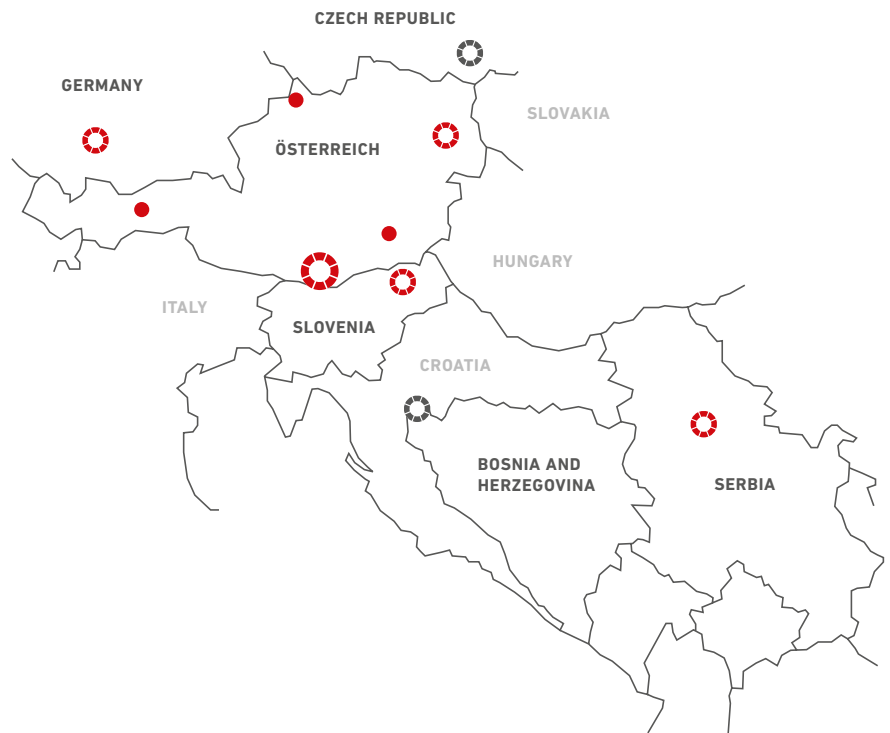 CZECH REPUBLIC
GERMANY
SLOVAKIA
ÖSTERREICH
HUNGARY
ITALY
SLOVENIA
CROATIA
BOSNIA AND
HERZEGOVINA
SERBIA